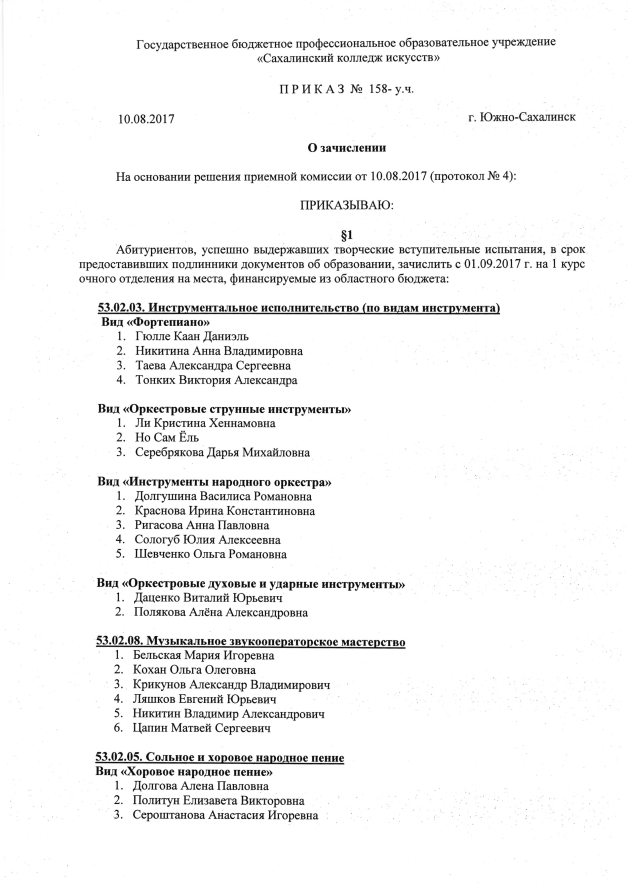 Государственное бюджетное профессиональное образовательное учреждение
«Сахалинский колледж искусств»
П Р И К А З № 158- у.ч.
10.08.2017 г. Южно-Сахалинск
О зачислении
На основании решения приемной комиссии от 10.08.2017 (протокол № 4):
ПРИКАЗЫВАЮ:
§1
Абитуриентов, успешно выдержавших творческие вступительные испытания, в срок
предоставивших подлинники документов об образовании, зачислить с 01.09.2017 г. на 1 курс
очного отделения на места, финансируемые из областного бюджета:
53.02.03. Инструментальное исполнительство (по видам инструмента)
Вид «Фортепиано»
1. Гюлле Каан Даниэль
2. Никитина Анна Владимировна
3. Таева Александра Сергеевна
4. Тонких Виктория Александра
Вид «Оркестровые струнные инструменты»
1. Ли Кристина Хеннамовна
2. Но Сам Ёль
3. Серебрякова Дарья Михайловна
Вид «Инструменты народного оркестра»
1. Долгушина Василиса Романовна
2. Краснова Ирина Константиновна
3. Ригасова Анна Павловна
4. Сологуб Юлия Алексеевна
5. Шевченко Ольга Романовна
Вид «Оркестровые духовые и ударные инструменты»
1. Даценко Виталий Юрьевич
2. Полякова Алёна Александровна
53.02.08. Музыкальное звукооператорское мастерство
1. Бельская Мария Игоревна
2. Кохан Ольга Олеговна
3. Крикунов Александр Владимирович
4. Ляшков Евгений Юрьевич
5. Никитин Владимир Александрович
6. Цапин Матвей Сергеевич
53.02.05. Сольное и хоровое народное пение
Вид «Хоровое народное пение»
1. Долгова Алена Павловна
2. Политун Елизавета Викторовна
3. Сероштанова Анастасия Игоревна